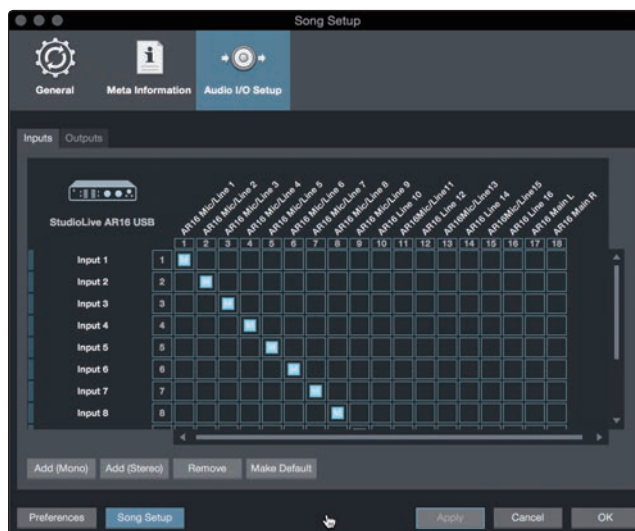 Song Setup
General
Meta Information
Audio I/O Setup
Inputs
Outputs
StudioLive AR16 USB
AR16 Mic/Line 1
AR16 Mic/Line 2
AR16 Mic/Line 3
AR16 Mic/Line 4
AR16 Mic/Line 5
AR16 Mic/Line 6
AR16 Mic/Line 7
AR16 Mic/Line 8
AR16 Mic/Line 9
AR16 Line 10
AR16Mic/Line11
AR16 Line 12
AR16Mic/Line13
AR16 Line 14
AR16Mic/Line15
AR16 Line 16
AR16 Main L
AR16 Main R
1 2 3 4 5 6 7 8 9 10 11 12 13 14 15 16 17 18
Input 1 1 M
Input 2 2 M
Input 3 3 M
Input 4 4 M
Input 5 5 M
Input 6 6 M
Input 7 7 M
Input 8 8 M
Add (Mono) Add (Stereo) Remove Make Default
Preferences Song Setup Apply Cancel OK